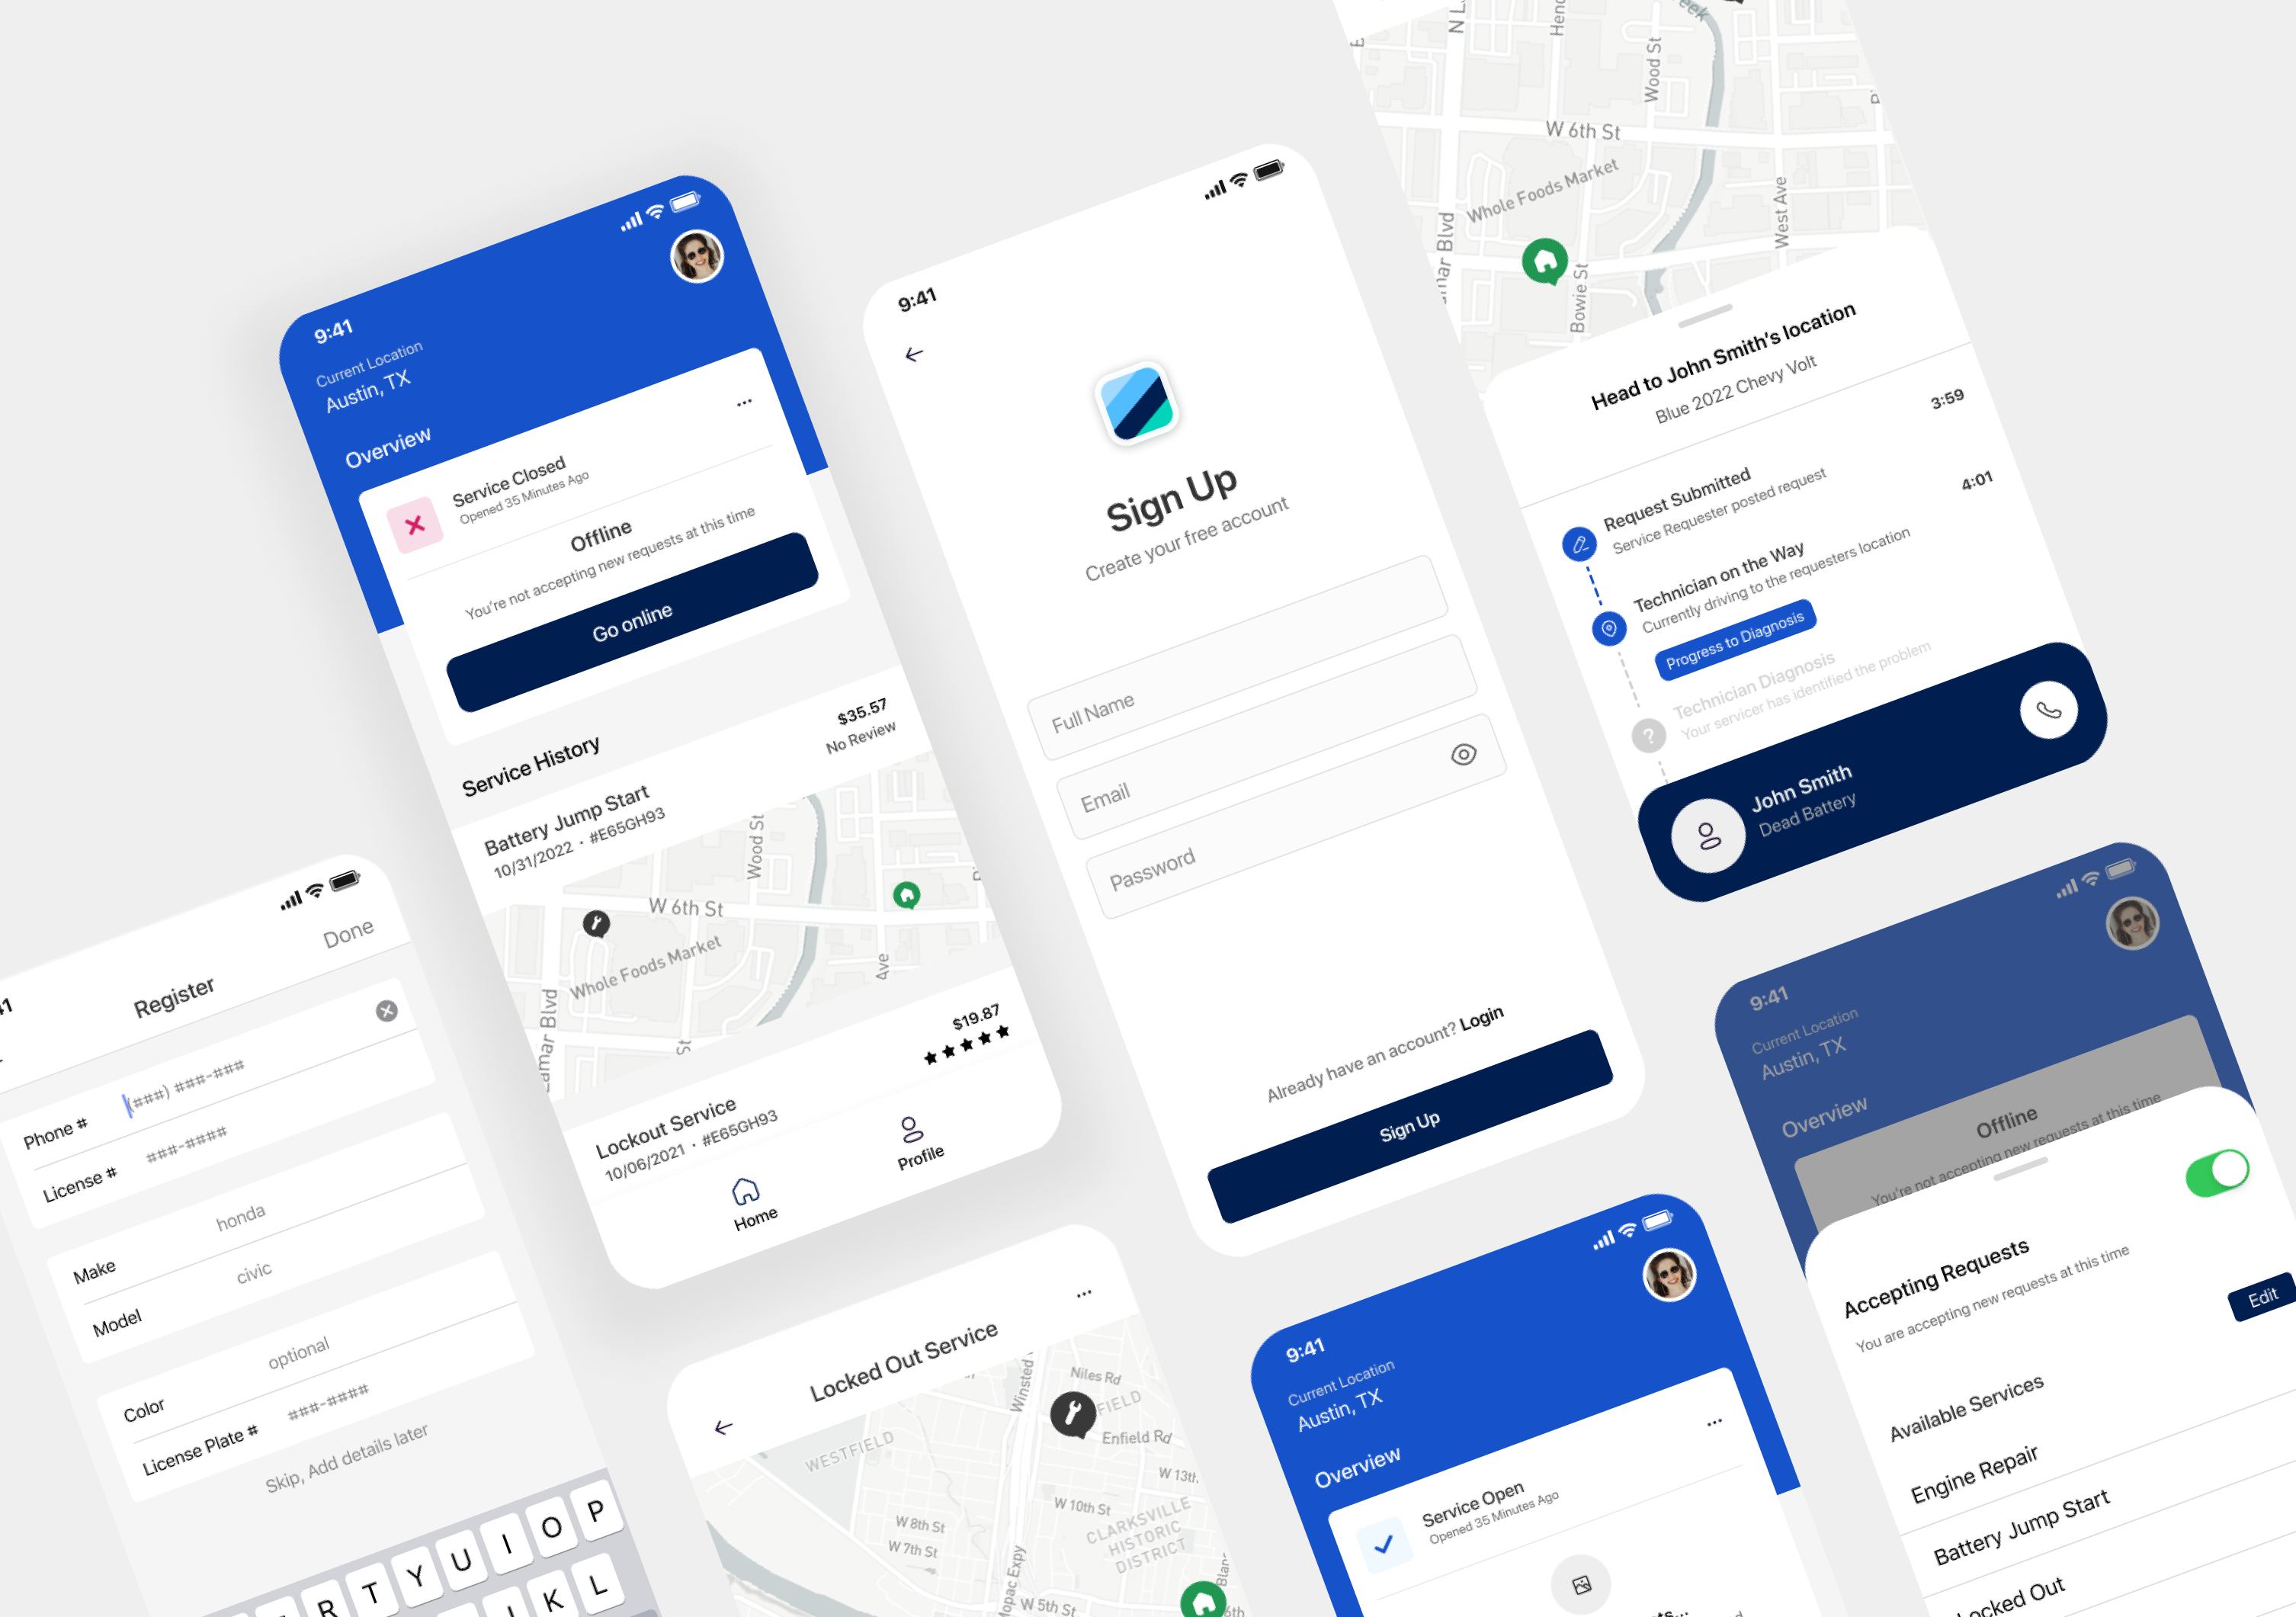 9:41
Current Location
Austin, TX
Overview
Service Closed
Opened 35 Minutes Ago
Offline
You're not accepting new requests at this time
Go online
Service History
Battery Jump Start
10/31/2022 • #E65GH93
$35.57
No Review
Wood St
W 6th St
Whole Foods Market
Lamar Blvd
Ave
St
Lockout Service
10/06/2021 • #E65GH93
$19.87
Home
Profile
9:41
Sign Up
Create your free account
Full Name
Email
Password
Already have an account? Login
Sign Up
Wood St
W 6th St
Whole Foods Market
West Ave
Bowie St
Head to John Smith's location
Blue 2022 Chevy Volt
Request Submitted
Service Requester posted request
3:59
Technician on the Way
Currently driving to the requesters location
4:01
Progress to Diagnosis
Technician Diagnosis
Your servicer has identified the problem
John Smith
Dead Battery
Register
Done
Phone #
(###) ###-###
License #
###-####
Make
honda
Model
civic
Color
optional
License Plate #
###-####
Skip, Add details later
R T Y U I O P
K L
Locked Out Service
Niles Rd
Winsted
WESTFIELD
Enfield Rd
W 13th
W 10th St
W 8th St
W 7th St
CLARKSVILLE
HISTORIC
DISTRICT
Mopac Expy
W 5th St
9:41
Current Location
Austin, TX
Overview
Service Open
Opened 35 Minutes Ago
9:41
Current Location
Austin, TX
Overview
Offline
You're not accepting new requests at this time
Accepting Requests
You are accepting new requests at this time
Edit
Available Services
Engine Repair
Battery Jump Start
Locked Out